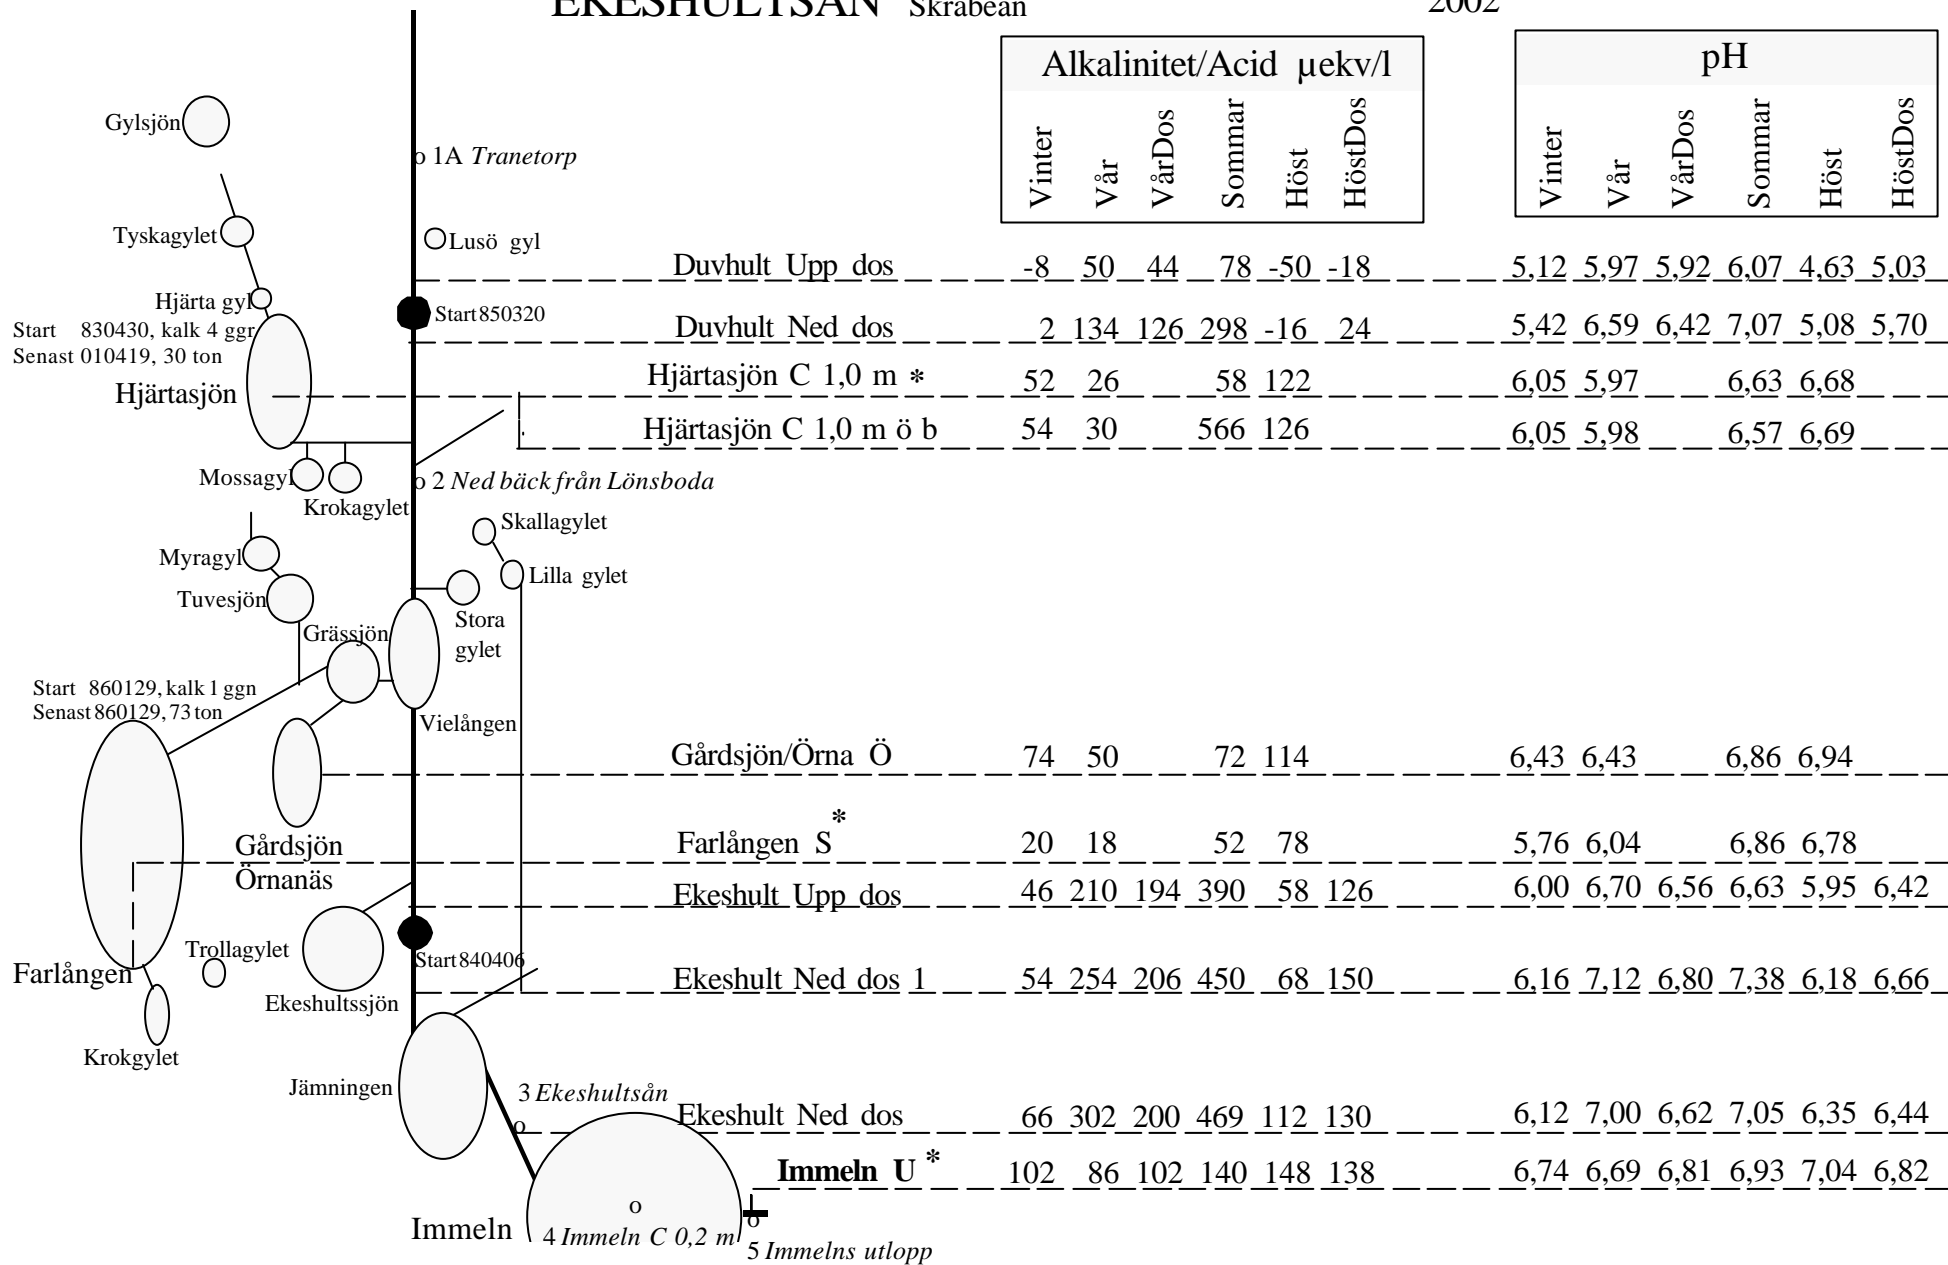 EKESHULTSÅN Skräbeån 2002
Alkalinitet/Acid µekv/l
pH
Vinter Vår VårDos Sommar Höst HöstDos
Vinter Vår VårDos Sommar Höst HöstDos
Gylsjön
o 1A Tranetorp
Tyskagylet
Lusö gyl
Duvhult Upp dos -8 50 44 78 -50 -18 5,12 5,97 5,92 6,07 4,63 5,03
Hjärta gyl
Start 850320
Start 830430, kalk 4 ggr
Senast 010419, 30 ton
Duvhult Ned dos 2 134 126 298 -16 24 5,42 6,59 6,42 7,07 5,08 5,70
Hjärtasjön
Hjärtasjön C 1,0 m * 52 26 58 122 6,05 5,97 6,63 6,68
Hjärtasjön C 1,0 m ö b 54 30 566 126 6,05 5,98 6,57 6,69
Mossagyl
o 2 Ned bäck från Lönsboda
Krokagylet
Skallagylet
Myragyl
Lilla gylet
Tuvesjön
Stora
gylet
Grässjön
Start 860129, kalk 1 ggn
Senast 860129, 73 ton
Vielången
Gårdsjön/Örna Ö 74 50 72 114 6,43 6,43 6,86 6,94
Gårdsjön
Örnanäs
Farlången S * 20 18 52 78 5,76 6,04 6,86 6,78
Ekeshult Upp dos 46 210 194 390 58 126 6,00 6,70 6,56 6,63 5,95 6,42
Trollagylet
Start 840406
Farlången
Ekeshultssjön
Ekeshult Ned dos 1 54 254 206 450 68 150 6,16 7,12 6,80 7,38 6,18 6,66
Krokgylet
Jämningen
3 Ekeshultsån
o
Ekeshult Ned dos 66 302 200 469 112 130 6,12 7,00 6,62 7,05 6,35 6,44
Immeln U * 102 86 102 140 148 138 6,74 6,69 6,81 6,93 7,04 6,82
Immeln
o
4 Immeln C 0,2 m
o
5 Immelns utlopp